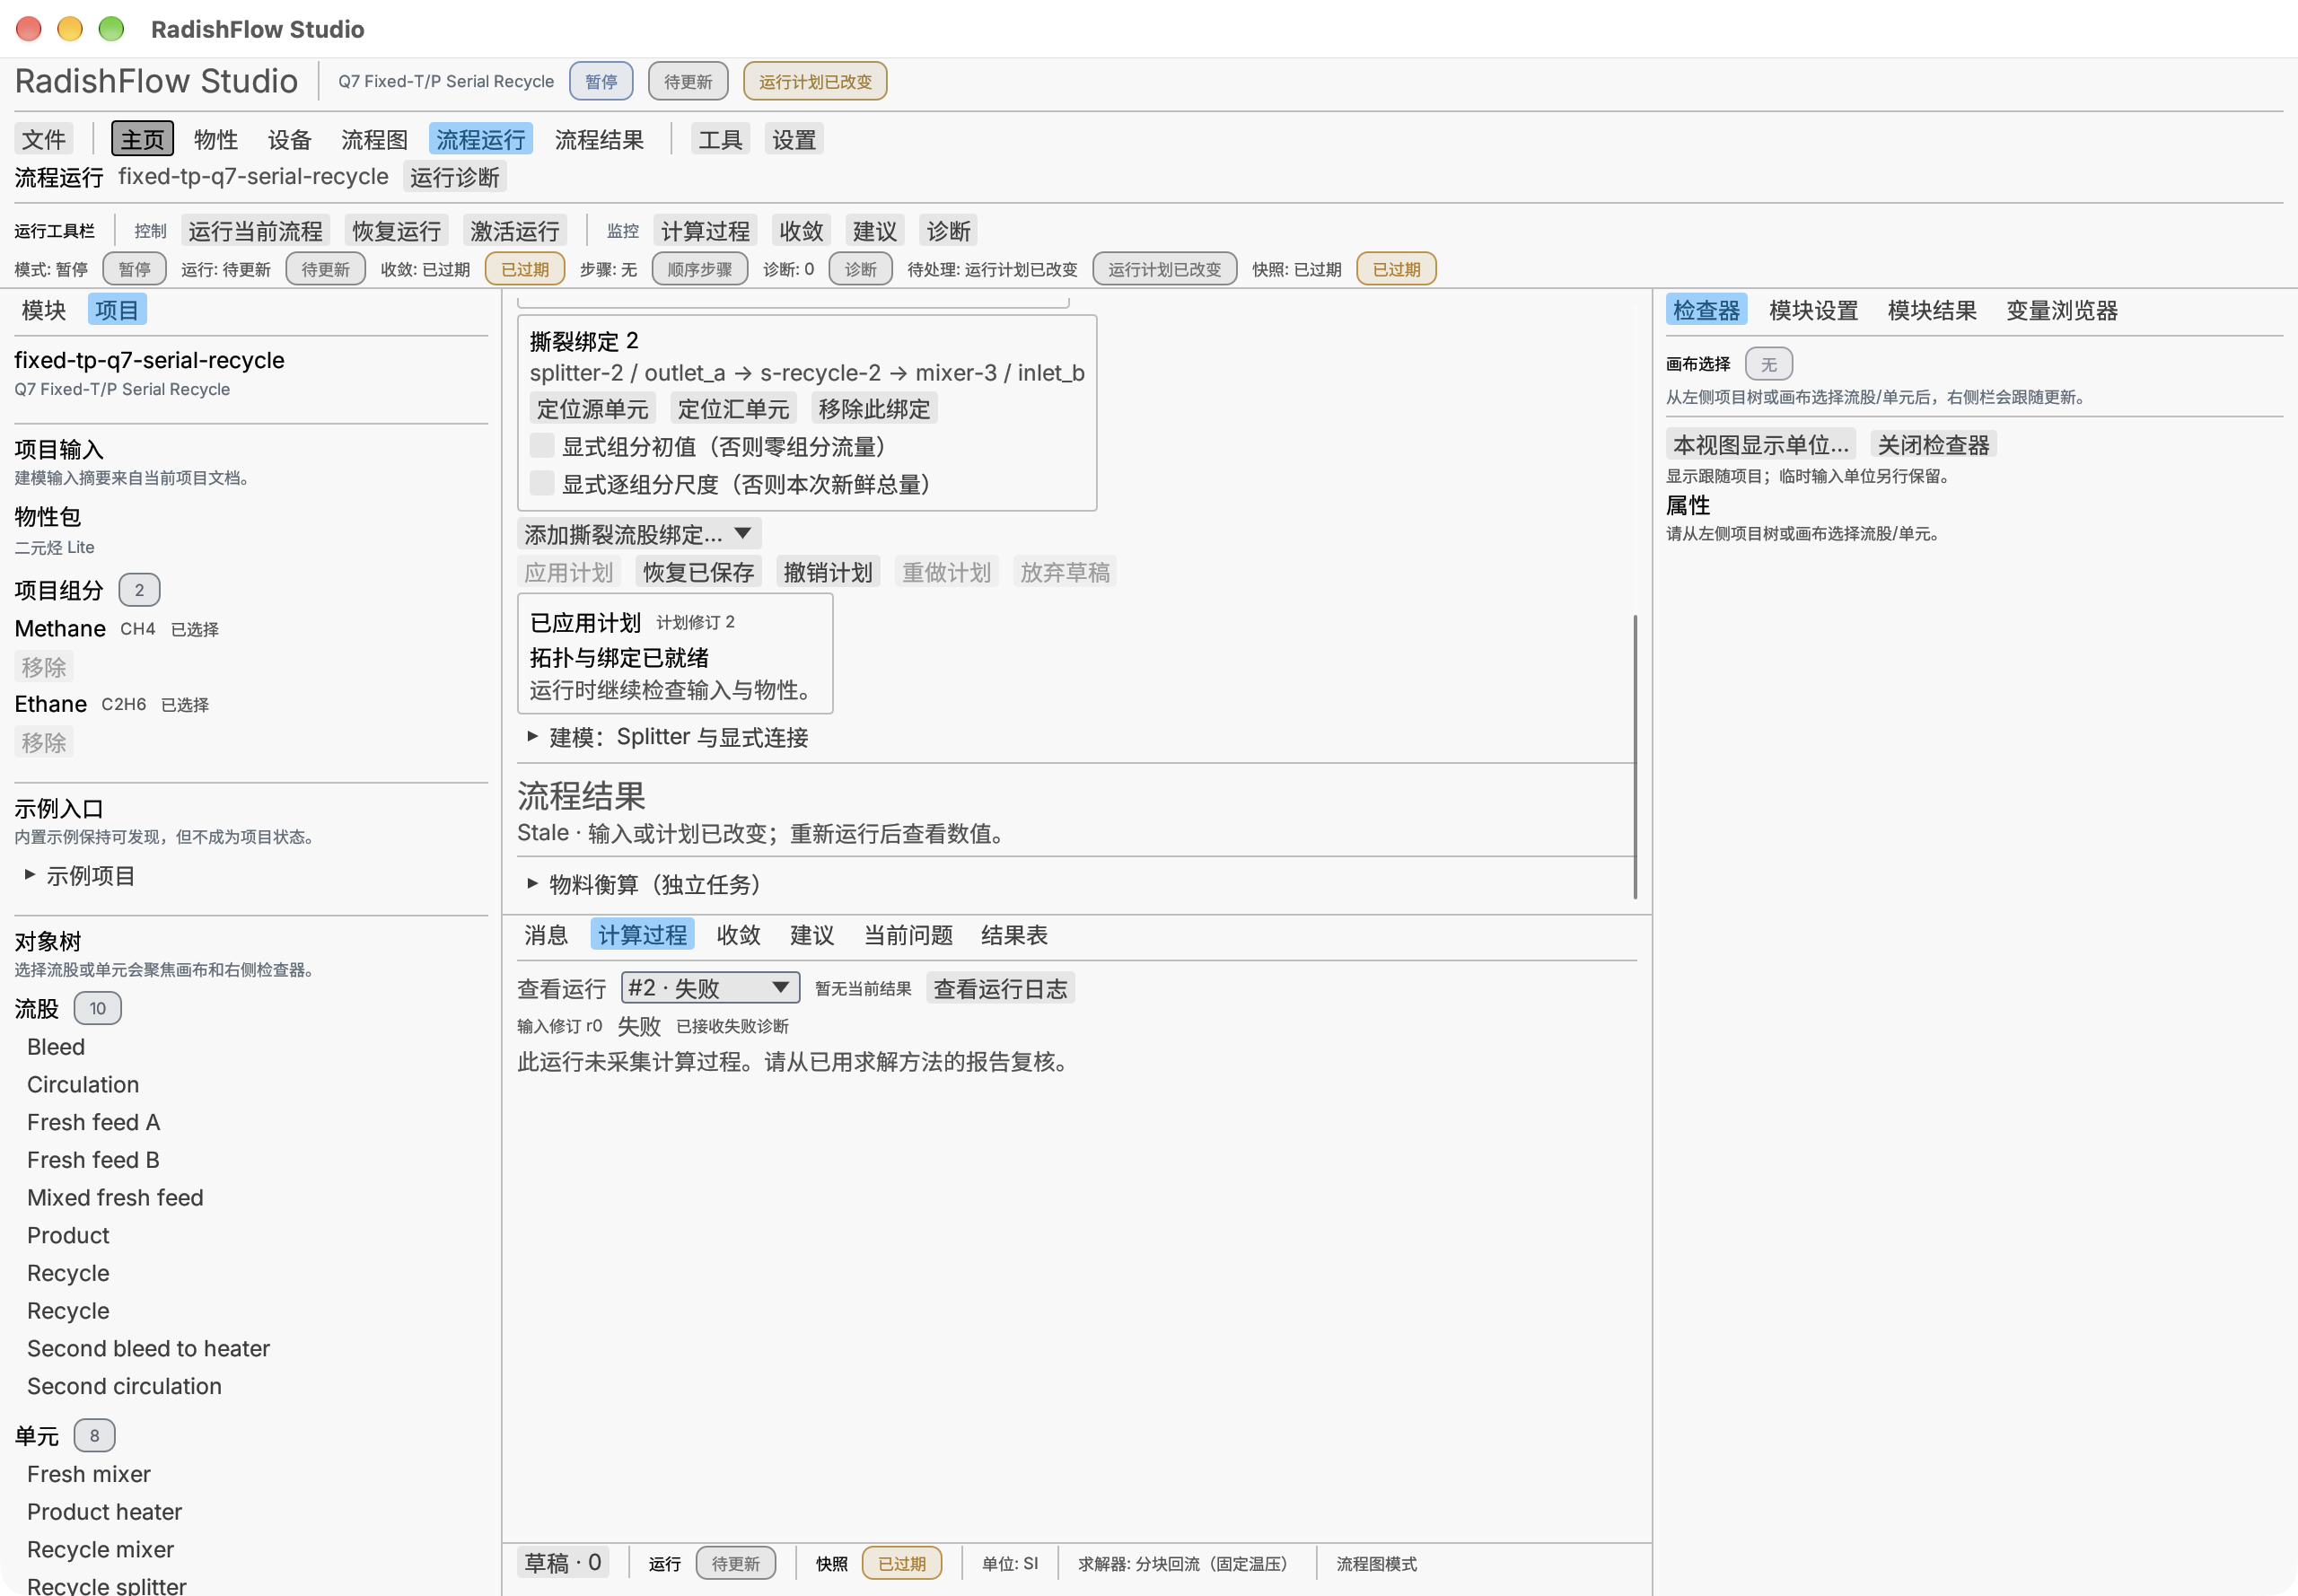 RadishFlow Studio
RadishFlow Studio Q7 Fixed-T/P Serial Recycle 暂停 待更新 运行计划已改变
文件 主页 物性 设备 流程图 流程运行 流程结果 工具 设置
流程运行 fixed-tp-q7-serial-recycle 运行诊断
运行工具栏 控制 运行当前流程 恢复运行 激活运行 监控 计算过程 收敛 建议 诊断
模式: 暂停 暂停 运行: 待更新 待更新 收敛: 已过期 已过期 步骤: 无 顺序步骤 诊断: 0 诊断 待处理: 运行计划已改变 运行计划已改变 快照: 已过期 已过期
模块 项目
fixed-tp-q7-serial-recycle
Q7 Fixed-T/P Serial Recycle
项目输入
建模输入摘要来自当前项目文档。
物性包
二元烃 Lite
项目组分 2
Methane CH4 已选择
移除
Ethane C2H6 已选择
移除
示例入口
内置示例保持可发现，但不成为项目状态。
▶ 示例项目
对象树
选择流股或单元会聚焦画布和右侧检查器。
流股 10
Bleed
Circulation
Fresh feed A
Fresh feed B
Mixed fresh feed
Product
Recycle
Recycle
Second bleed to heater
Second circulation
单元 8
Fresh mixer
Product heater
Recycle mixer
Recycle splitter
撕裂绑定 2
splitter-2 / outlet_a → s-recycle-2 → mixer-3 / inlet_b
定位源单元 定位汇单元 移除此绑定
显式组分初值（否则零组分流量）
显式逐组分尺度（否则本次新鲜总量）
添加撕裂流股绑定... ▼
应用计划 恢复已保存 撤销计划 重做计划 放弃草稿
已应用计划 计划修订 2
拓扑与绑定已就绪
运行时继续检查输入与物性。
▶ 建模：Splitter 与显式连接
流程结果
Stale · 输入或计划已改变；重新运行后查看数值。
▶ 物料衡算（独立任务）
消息 计算过程 收敛 建议 当前问题 结果表
查看运行 #2 · 失败 ▼ 暂无当前结果 查看运行日志
输入修订 r0 失败 已接收失败诊断
此运行未采集计算过程。请从已用求解方法的报告复核。
草稿 · 0 运行 待更新 快照 已过期 单位: SI 求解器: 分块回流（固定温压） 流程图模式
检查器 模块设置 模块结果 变量浏览器
画布选择 无
从左侧项目树或画布选择流股/单元后，右侧栏会跟随更新。
本视图显示单位... 关闭检查器
显示跟随项目；临时输入单位另行保留。
属性
请从左侧项目树或画布选择流股/单元。